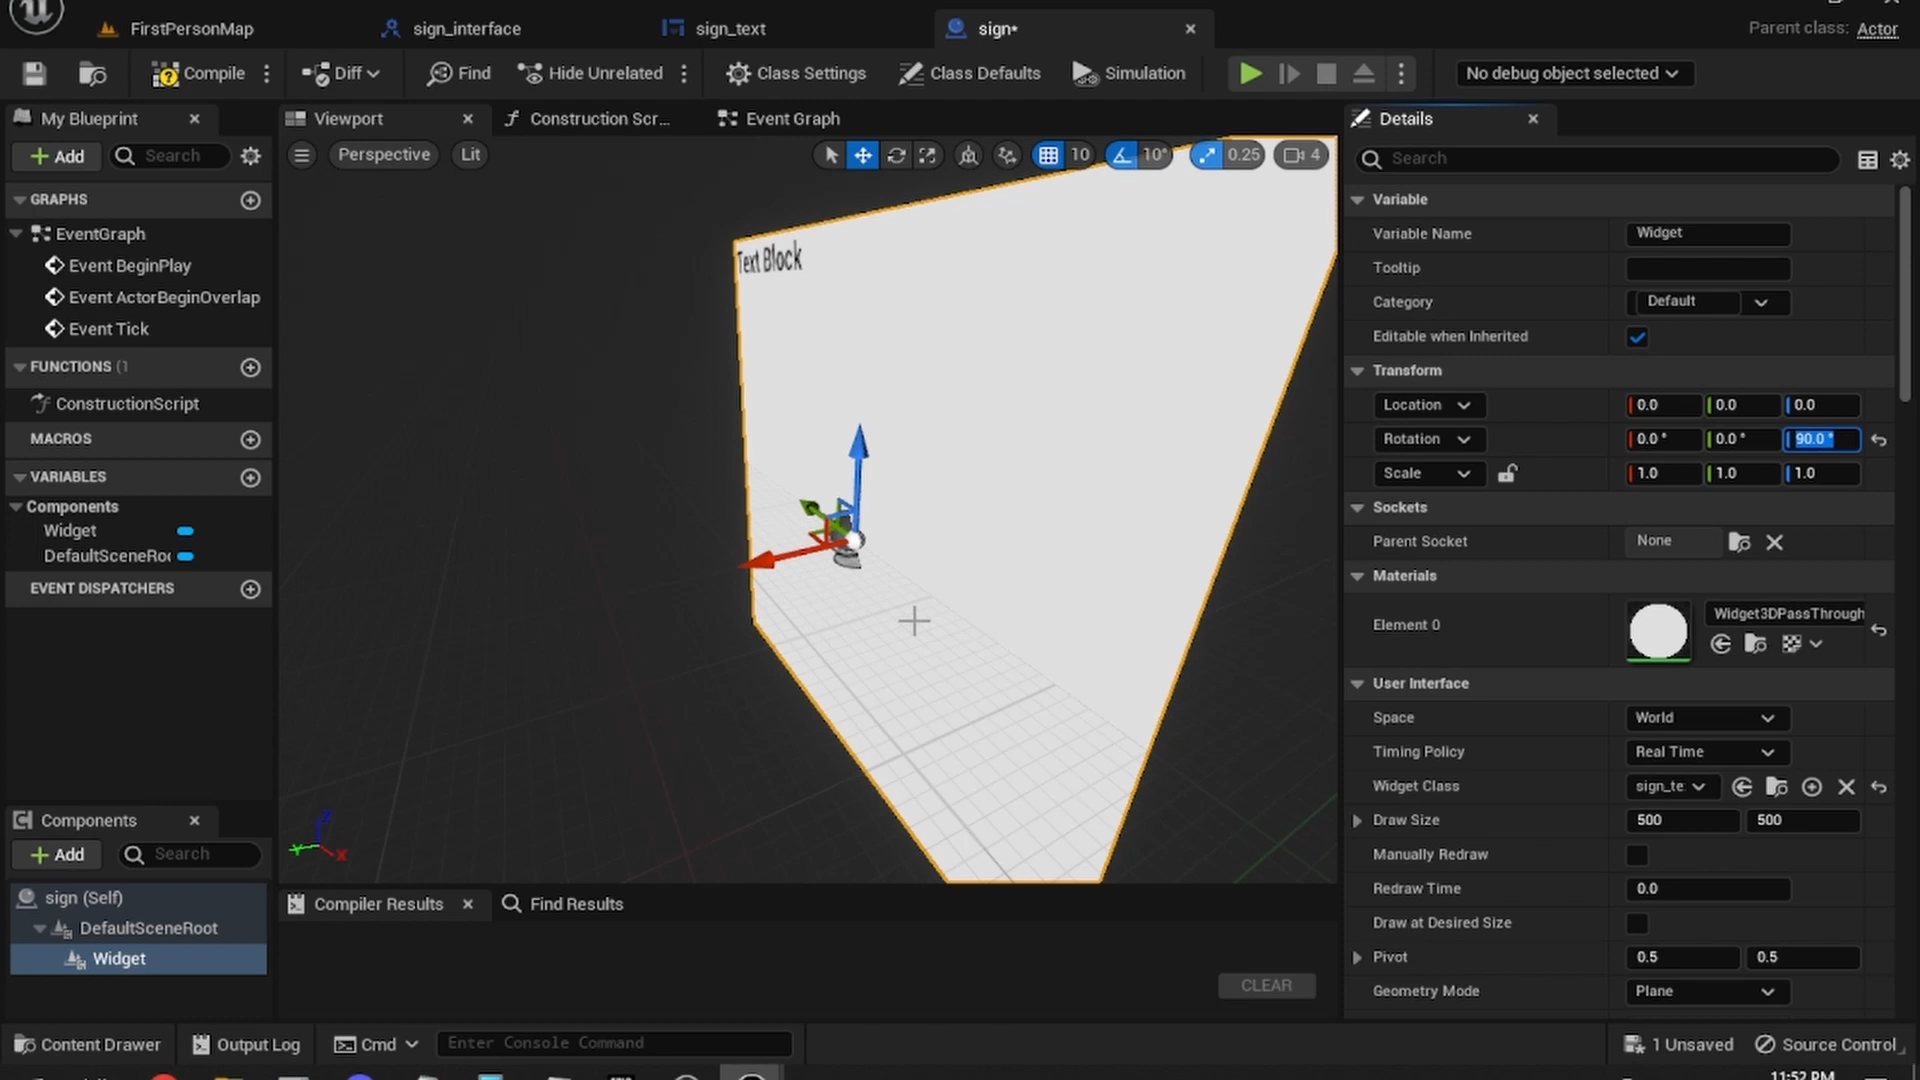 FirstPersonMap
sign_interface
sign_text
sign*
Parent class: Actor
Compile
Diff
Find
Hide Unrelated
Class Settings
Class Defaults
Simulation
No debug object selected
My Blueprint
Viewport
Construction Scr...
Event Graph
Details
Add
Search
Perspective
Lit
10
10°
0.25
4
Search
GRAPHS
EventGraph
Event BeginPlay
Event ActorBeginOverlap
Event Tick
FUNCTIONS (1
ConstructionScript
MACROS
VARIABLES
Components
Widget
DefaultSceneRoo
EVENT DISPATCHERS
Text Block
Z
X
Variable
Variable Name
Widget
Tooltip
Category
Default
Editable when Inherited
Transform
Location
0.0
0.0
0.0
Rotation
0.0°
0.0°
90.0°
Scale
1.0
1.0
1.0
Sockets
Parent Socket
None
Materials
Element 0
Widget3DPassThrough
User Interface
Space
World
Timing Policy
Real Time
Widget Class
sign_te
Draw Size
500
500
Manually Redraw
Redraw Time
0.0
Draw at Desired Size
Pivot
0.5
0.5
Geometry Mode
Plane
Components
Add
Search
sign (Self)
DefaultSceneRoot
Widget
Compiler Results
Find Results
CLEAR
Content Drawer
Output Log
Cmd
Enter Console Command
1 Unsaved
Source Control
11:52 PM